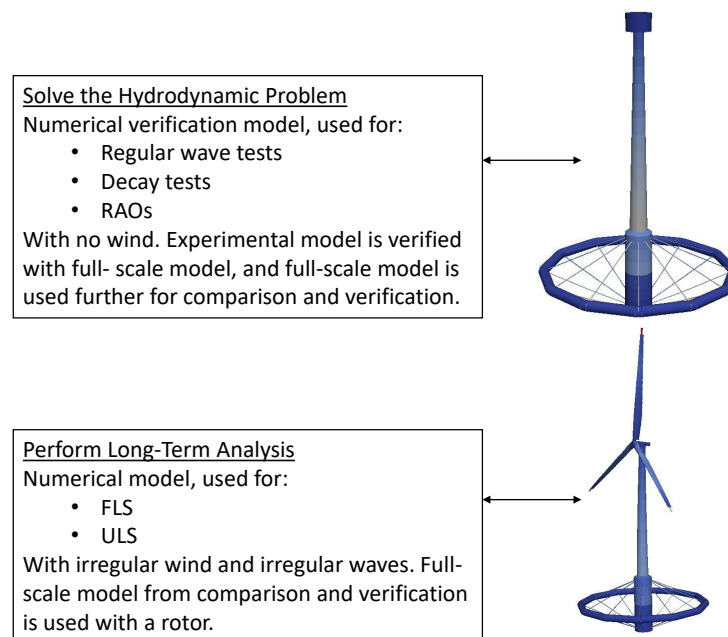 Solve the Hydrodynamic Problem
Numerical verification model, used for:
• Regular wave tests
• Decay tests
• RAOs
With no wind. Experimental model is verified
with full- scale model, and full-scale model is
used further for comparison and verification.
Perform Long-Term Analysis
Numerical model, used for:
• FLS
• ULS
With irregular wind and irregular waves. Full-
scale model from comparison and verification
is used with a rotor.